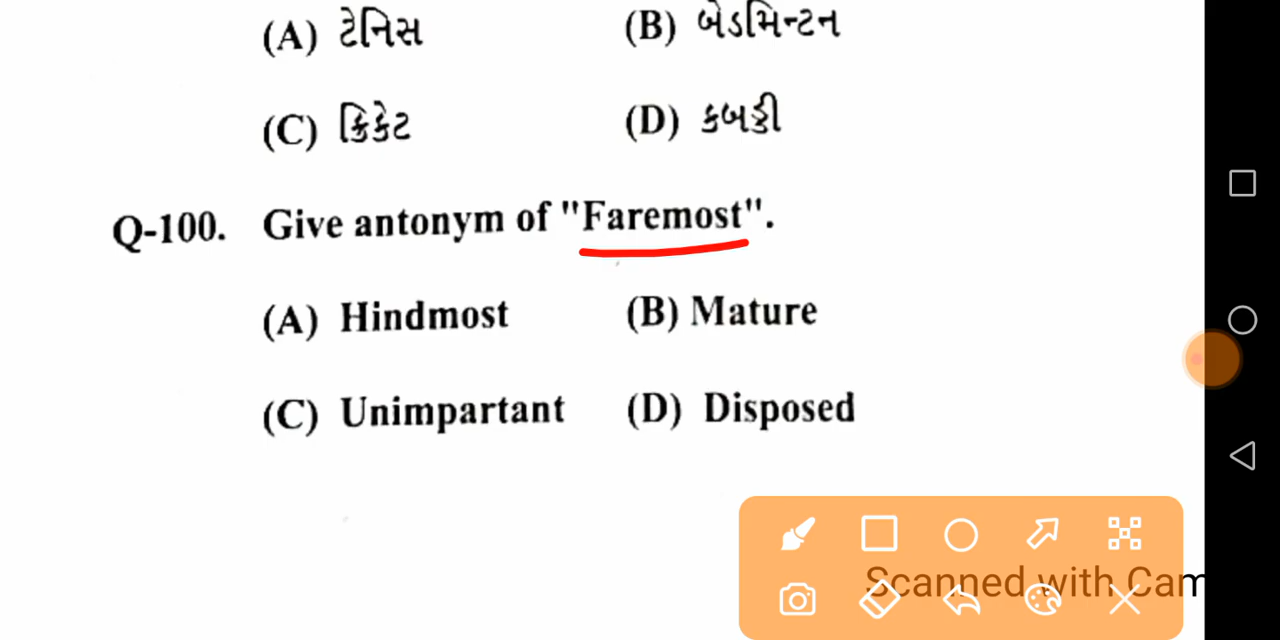 (A) ટેનિસ (B) બેડમિન્ટન
(C) ક્રિકેટ (D) કબડ્ડી
Q-100. Give antonym of "Faremost".
(A) Hindmost (B) Mature
(C) Unimpartant (D) Disposed
Scanned with Cam